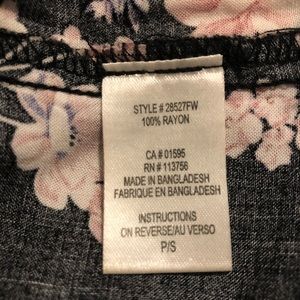 STYLE # 28527FW
100% RAYON
CA # 01595
RN # 113756
MADE IN BANGLADESH
FABRIQUE EN BANGLADESH
INSTRUCTIONS
ON REVERSE/AU VERSO
P/S